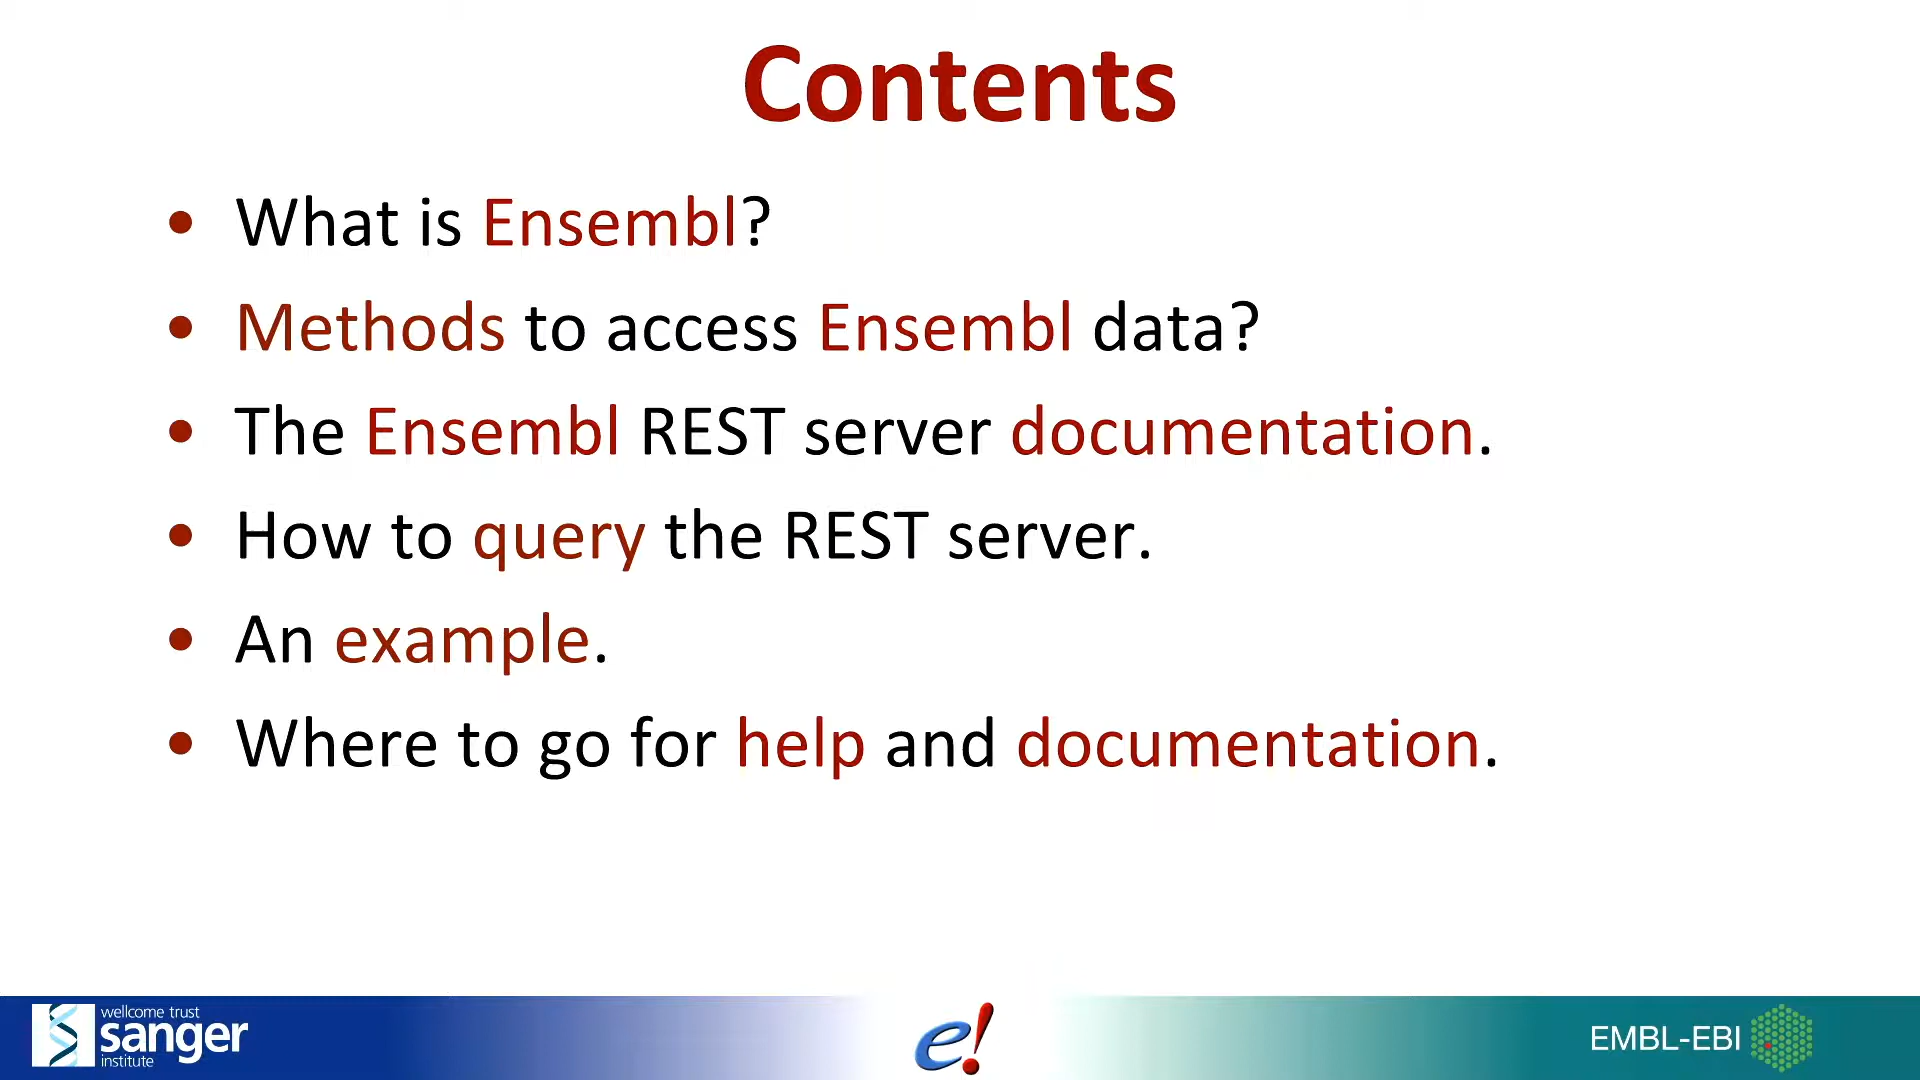 Contents
• What is Ensembl?
• Methods to access Ensembl data?
• The Ensembl REST server documentation.
• How to query the REST server.
• An example.
• Where to go for help and documentation.
wellcome trust
sanger
institute
e!
EMBL-EBI